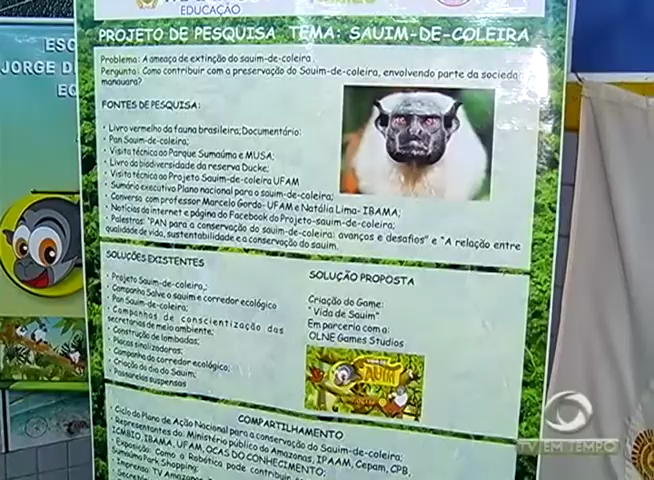 EDUCAÇÃO
PROJETO DE PESQUISA TEMA: SAUIM-DE-COLEIRA
Problema: A ameaça de extinção do sauim-de-coleira
Pergunta: Como contribuir com a preservação do Sauim-de-coleira, envolvendo parte da socieda
manauara?
FONTES DE PESQUISA:
• Livro vermelho da fauna brasileira; Documentário:
• Pan Sauim-de-coleira;
• Visita técnica ao Parque Sumaúma e MUSA;
• Livro da biodiversidade da reserva Ducke;
• Visita técnica ao Projeto Sauim-de-coleira UFAM
• Sumário executivo Plano nacional para o sauim-de-coleira;
• Conversa com professor Marcelo Gordo- UFAM e Natália Lima- IBAMA;
• Notícias da internet e página do Facebook do Projeto-sauim-de-coleira;
• Palestras: "PAN para a conservação do sauim-de-coleira: avanços e desafios" e "A relação entre
qualidade de vida, sustentabilidade e a conservação do sauim.
SOLUÇÕES EXISTENTES
• Projeto Sauim-de-coleira,;
• Campanha Salve o sauim e corredor ecológico
• Pan Sauim-de-coleira;
• Campanhas de conscientização das
secretarias de meio ambiente;
• Construção de lombadas;
• Placas sinalizadoras;
• Campanha do corredor ecológico;
• Criação do dia do Sauim;
• Passarelas suspensas
SOLUÇÃO PROPOSTA
Criação do Game:
"Vida de Sauim"
Em parceria com a:
OLNE Games Studios
VIDA DE
SAUIM
COMPARTILHAMENTO
• Ciclo do Plano de Ação Nacional para a conservação do Sauim-de-coleira.
• Representantes do: Ministério público do Amazonas, IPAAM, Cepam, CPB,
ICMBIO, IBAMA, UFAM, OCAS DO CONHECIMENTO;
• Exposição: Como a Robótica pode contribuir
Sumaúma Park Shopping;
• Imprensa: TV Amazonas
ESC
JORGE DE
TV EM TEMPO